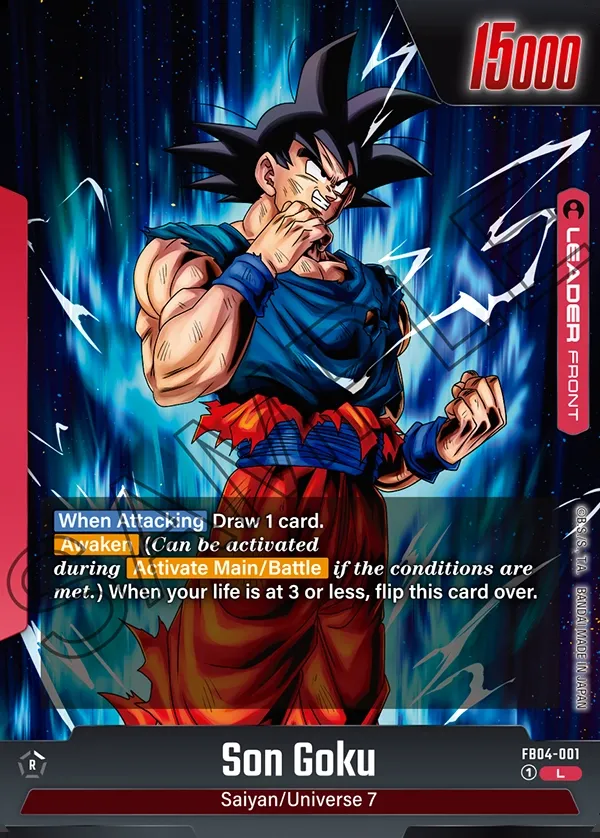 15000
LEADER FRONT
When Attacking Draw 1 card.
Awaken (Can be activated
during Activate Main/Battle if the conditions are
met.) When your life is at 3 or less, flip this card over.
SAMPLE
©B.S./S., T.A. BANDAI MADE IN JAPAN
Son Goku
FB04-001
R
1 L
Saiyan/Universe 7